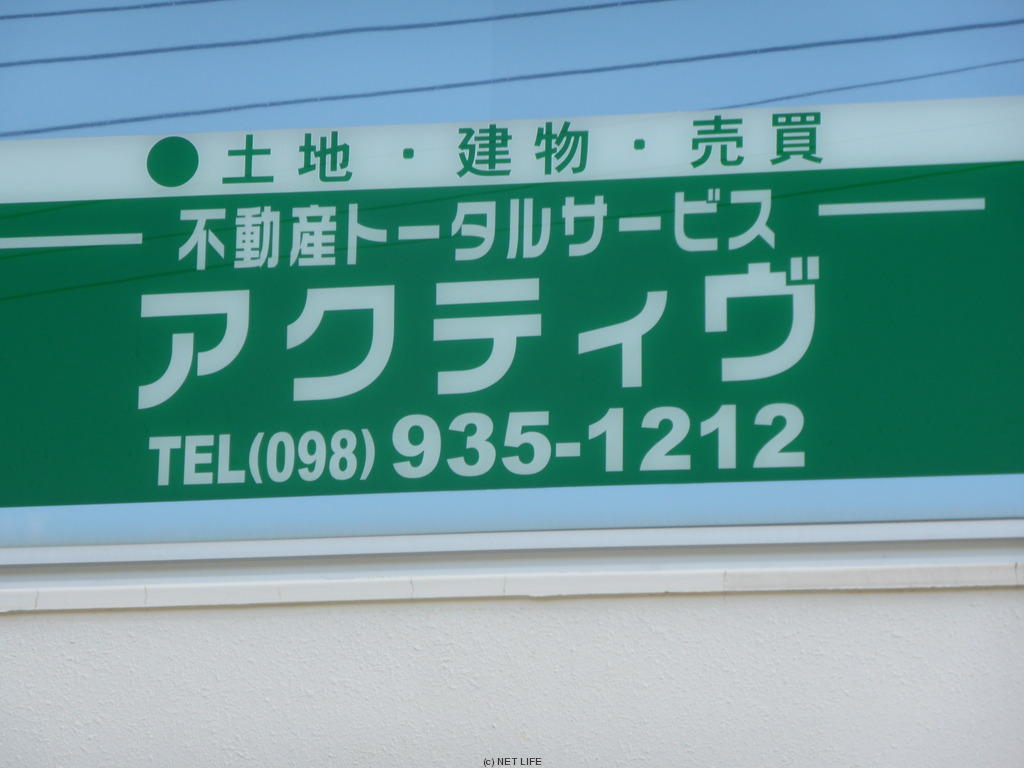 ●土地・建物・売買
不動産トータルサービス
アクティヴ
TEL(098)935-1212
(c) NET LIFE